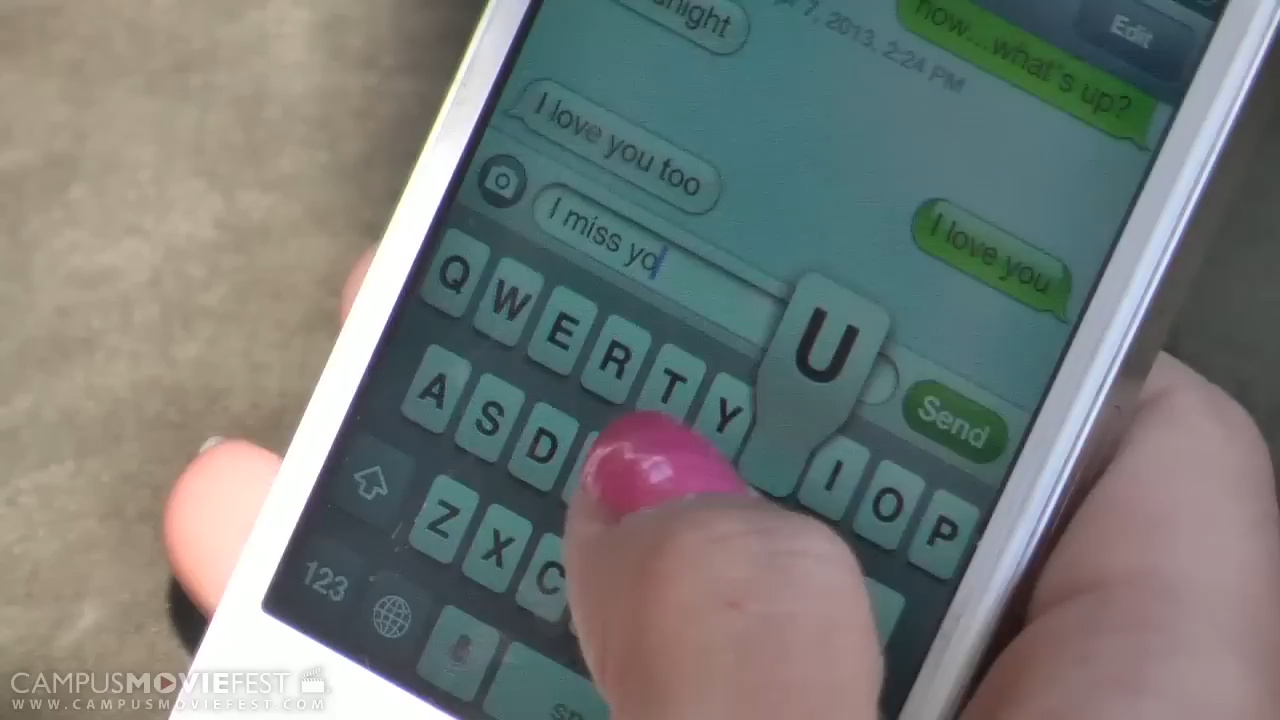 night
7, 2013, 2:24 PM
now...what's up?
Edit
I love you too
I love you
I miss yo
Send
U
Q W E R T Y I O P
A S D
Z X C
123
CAMPUSMOVIEFEST
WWW.CAMPUSMOVIEFEST.COM